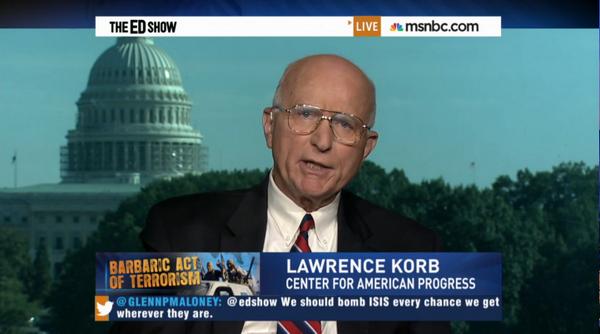 THE ED SHOW
LIVE
msnbc.com
BARBARIC ACT
OF TERRORISM
LAWRENCE KORB
CENTER FOR AMERICAN PROGRESS
@GLENNPMALONEY: @edshow We should bomb ISIS every chance we get
wherever they are.